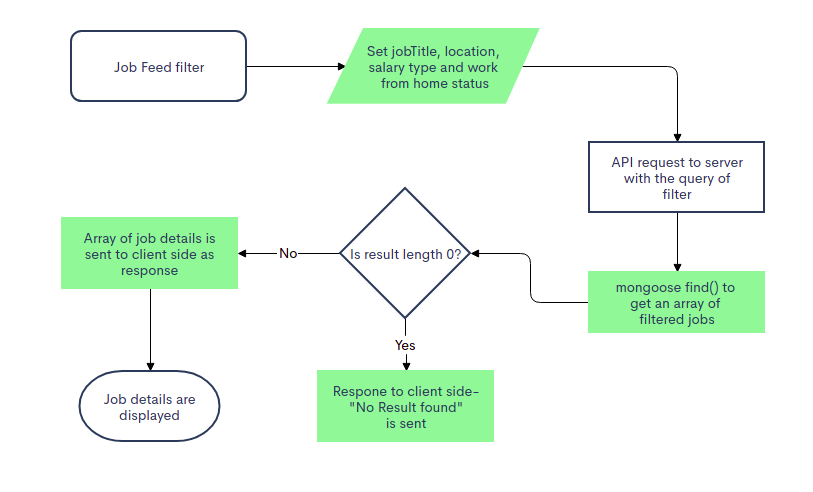 Job Feed filter
Set jobTitle, location,
salary type and work
from home status
API request to server
with the query of
filter
mongoose find() to
get an array of
filtered jobs
Is result length 0?
No
Array of job details is
sent to client side as
response
Job details are
displayed
Yes
Respone to client side-
"No Result found"
is sent